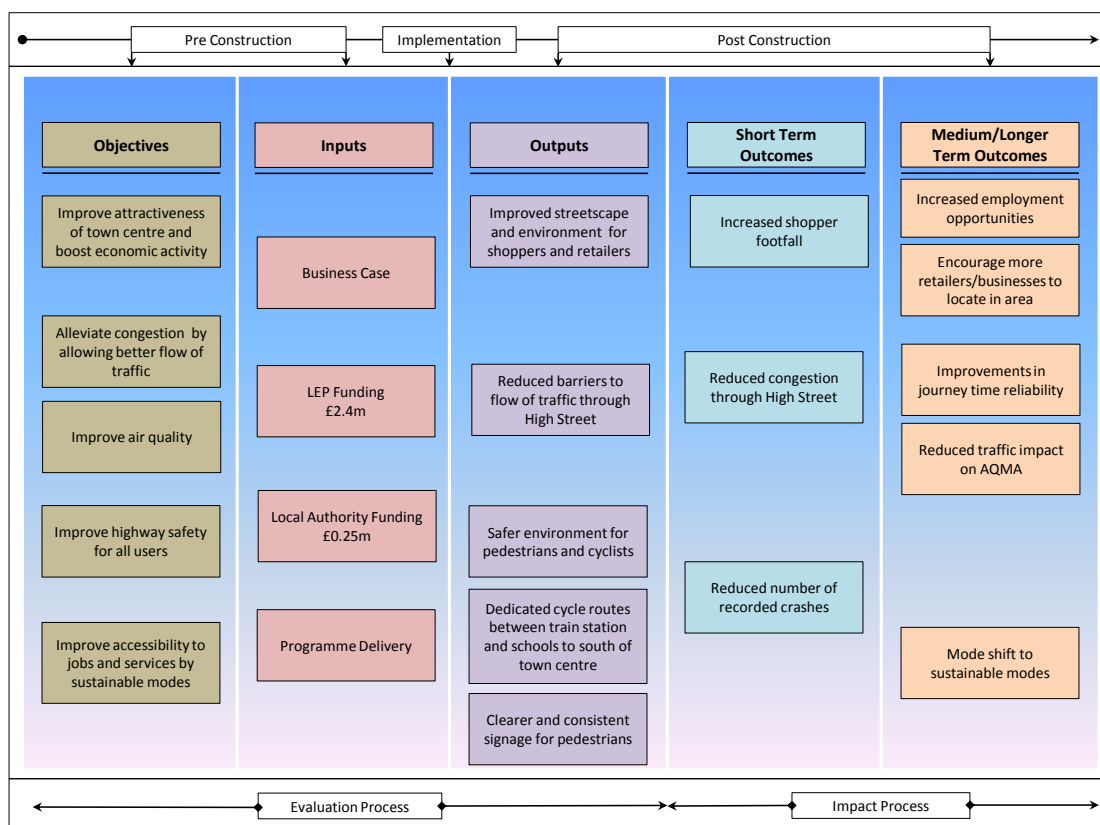 Pre Construction
Implementation
Post Construction
Objectives
Improve attractiveness
of town centre and
boost economic activity
Alleviate congestion by
allowing better flow of
traffic
Improve air quality
Improve highway safety
for all users
Improve accessibility to
jobs and services by
sustainable modes
Inputs
Business Case
LEP Funding
£2.4m
Local Authority Funding
£0.25m
Programme Delivery
Outputs
Improved streetscape
and environment for
shoppers and retailers
Reduced barriers to
flow of traffic through
High Street
Safer environment for
pedestrians and cyclists
Dedicated cycle routes
between train station
and schools to south of
town centre
Clearer and consistent
signage for pedestrians
Short Term
Outcomes
Increased shopper
footfall
Reduced congestion
through High Street
Reduced number of
recorded crashes
Medium/Longer
Term Outcomes
Increased employment
opportunities
Encourage more
retailers/businesses to
locate in area
Improvements in
journey time reliability
Reduced traffic impact
on AQMA
Mode shift to
sustainable modes
Evaluation Process
Impact Process